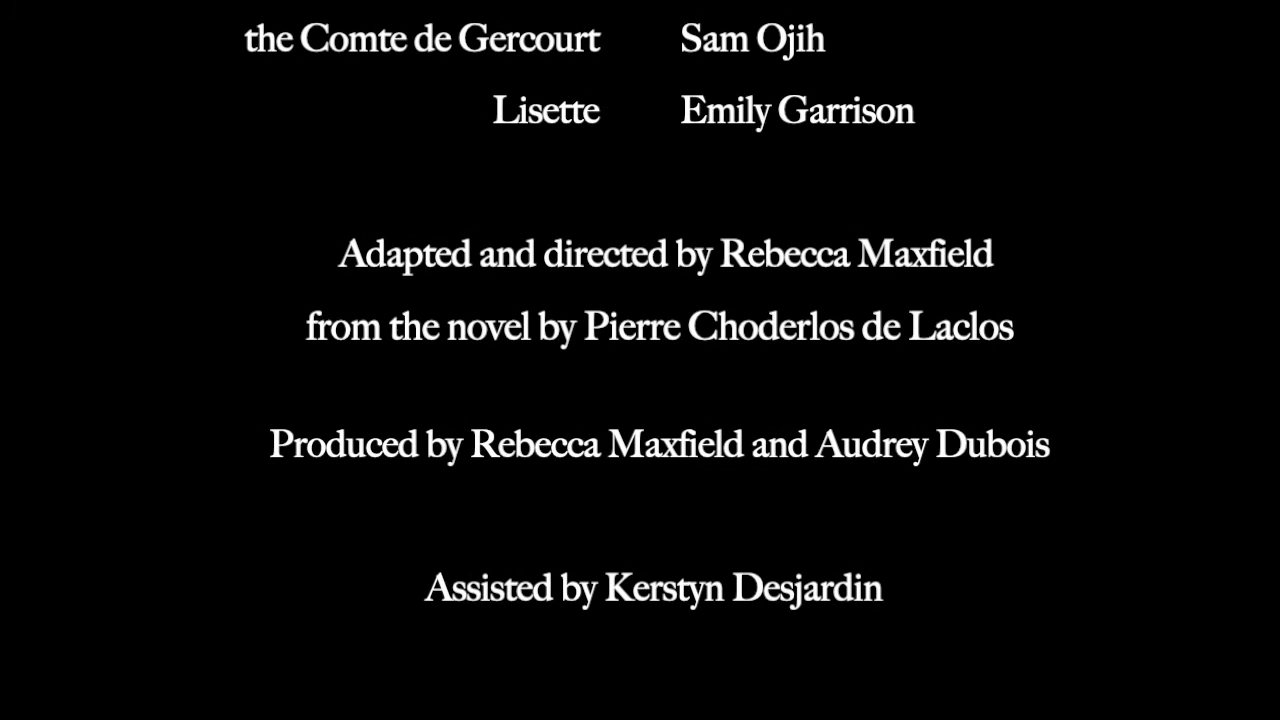 the Comte de Gercourt Sam Ojih
Lisette Emily Garrison
Adapted and directed by Rebecca Maxfield
from the novel by Pierre Choderlos de Laclos
Produced by Rebecca Maxfield and Audrey Dubois
Assisted by Kerstyn Desjardin